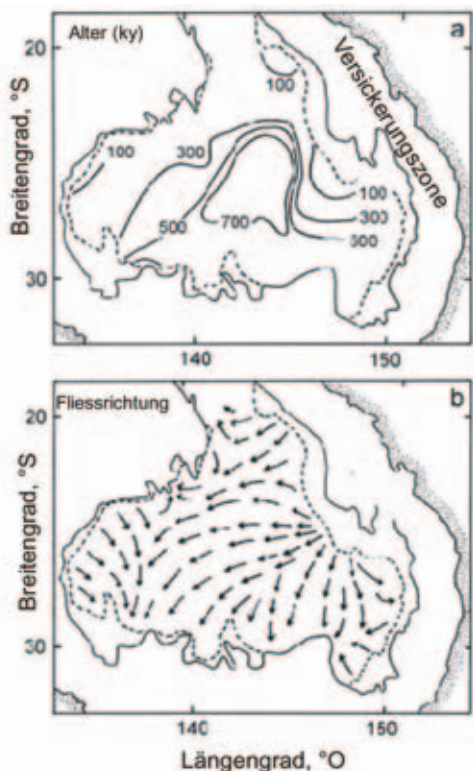 Alter (ky)
a
20
Versickerungszone
100
100
300
Breitengrad, °S
500
700
100
300
500
30
140
150
b
Fliessrichtung
20
Breitengrad, °S
30
140
150
Längengrad, °O